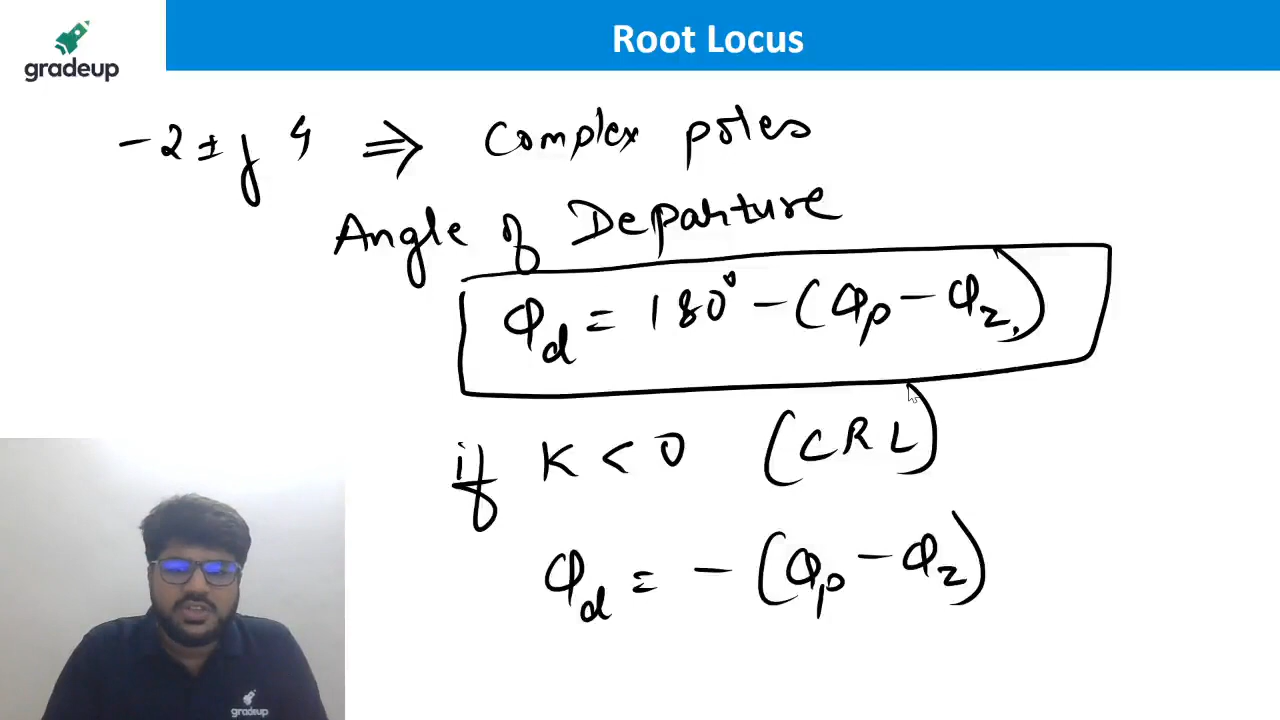 Root Locus
gradeup
-2 ± j 4 ⇒ Complex poles
Angle of Departure
Φd = 180° - (Φp - Φz)
if K < 0 (CRL)
Φd = - (Φp - Φz)
gradeup